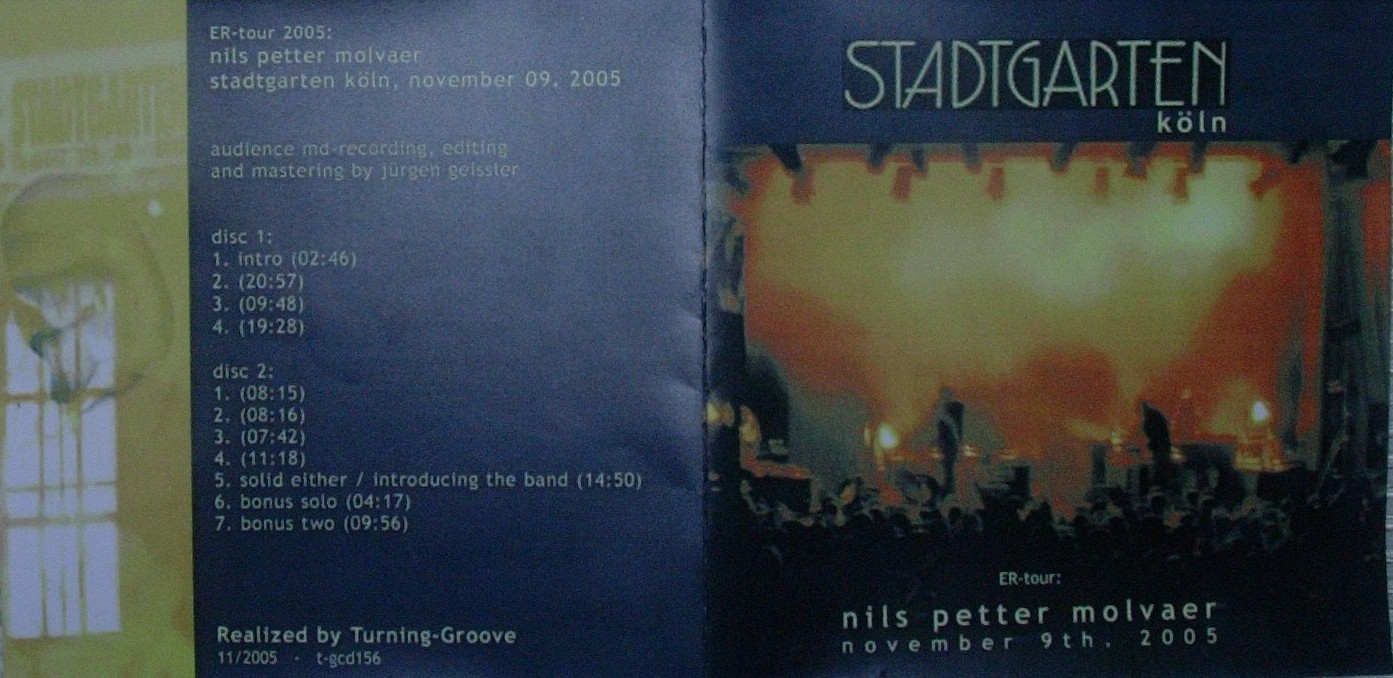 ER-tour 2005:
nils petter molvaer
stadtgarten köln, november 09. 2005
audience md-recording, editing
and mastering by jürgen geissler
disc 1:
1. intro (02:46)
2. (20:57)
3. (09:48)
4. (19:28)
disc 2:
1. (08:15)
2. (08:16)
3. (07:42)
4. (11:18)
5. solid either / introducing the band (14:50)
6. bonus solo (04:17)
7. bonus two (09:56)
Realized by Turning-Groove
11/2005 - t-gcd156
STADTGARTEN
köln
ER-tour:
nils petter molvaer
november 9th. 2005
STADTGARTEN